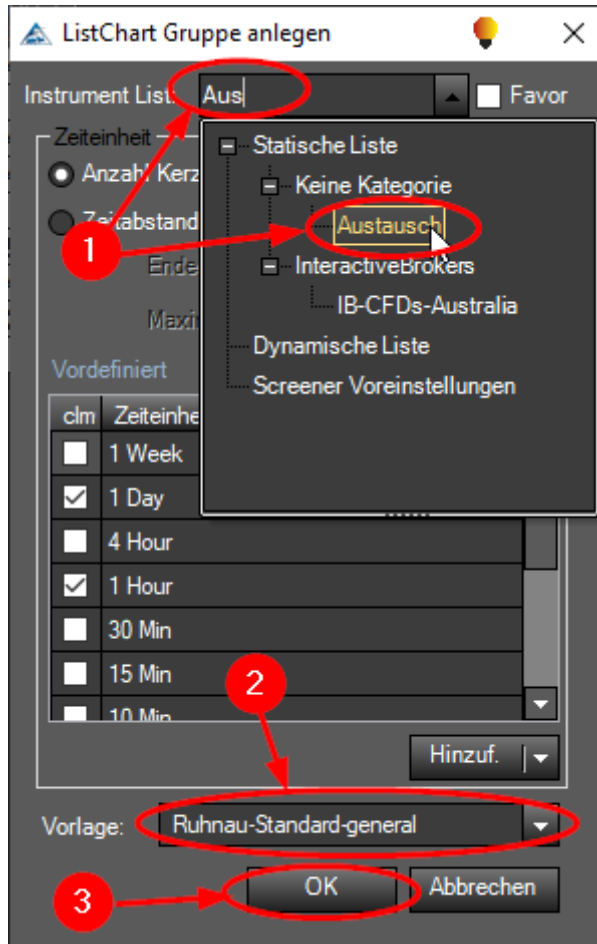 ListChart Gruppe anlegen
Instrument List: Aus
Favor
Zeiteinheit
Statische Liste
Anzahl Kerz
Keine Kategorie
Zeitabstand
Austausch
1
Ende
InteractiveBrokers
Maxi
IB-CFDs-Australia
Dynamische Liste
Vordefiniert
Screener Voreinstellungen
clm Zeiteinhe
1 Week
1 Day
4 Hour
1 Hour
30 Min
15 Min
2
10 Min
Hinzuf.
Vorlage: Ruhnau-Standard-general
OK Abbrechen
3